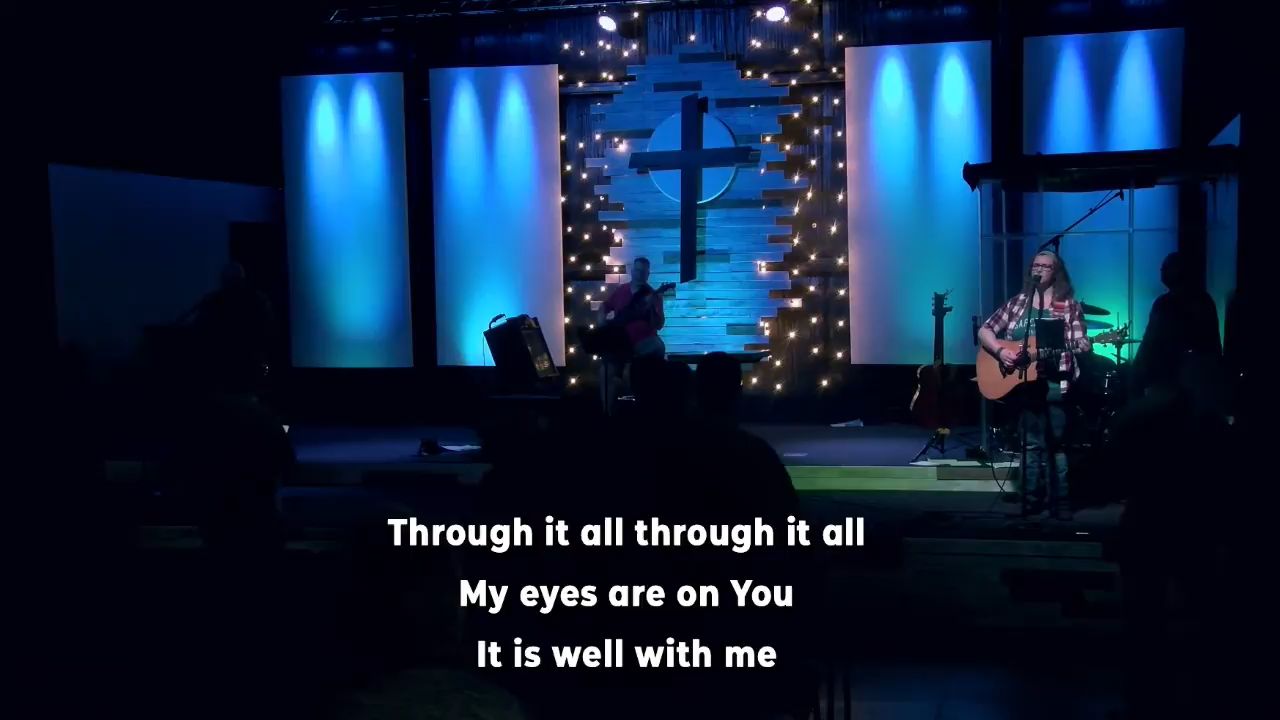 Through it all through it all
My eyes are on You
It is well with me